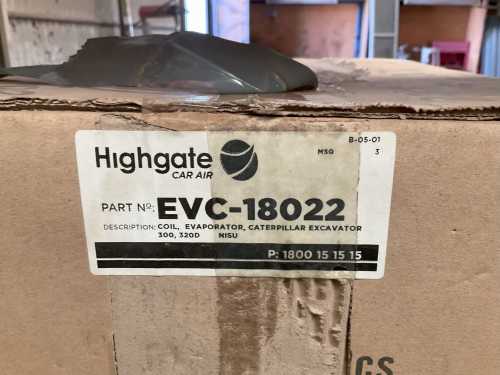 Highgate
CAR AIR
MSQ
B-05-01
3
PART Nº: EVC-18022
DESCRIPTION: COIL, EVAPORATOR, CATERPILLAR EXCAVATOR
300, 320D NISU
P: 1800 15 15 15
CS